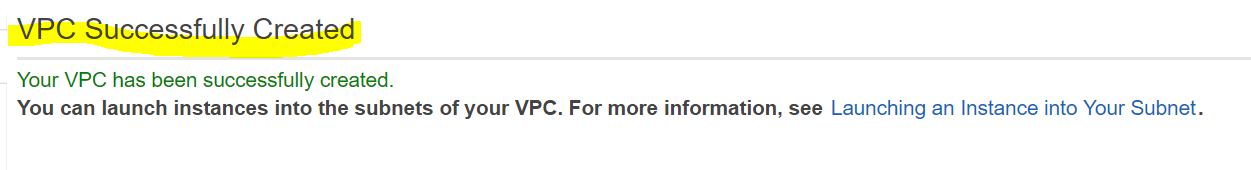 VPC Successfully Created
Your VPC has been successfully created.
You can launch instances into the subnets of your VPC. For more information, see Launching an Instance into Your Subnet.